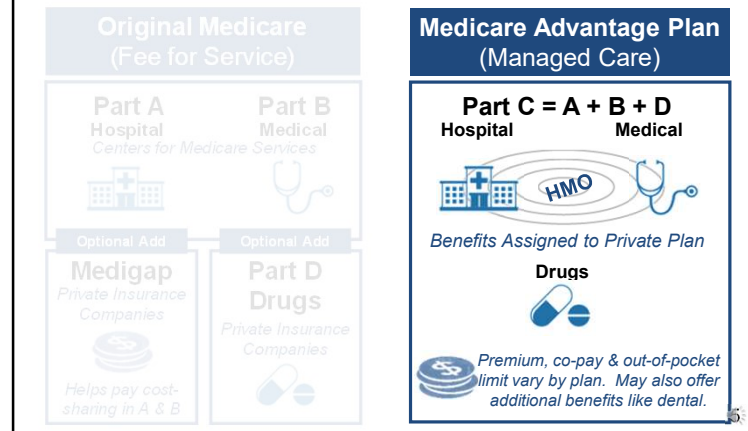 Original Medicare
(Fee for Service)
Part A
Part B
Hospital
Medical
Centers for Medicare Services
Optional Add
Optional Add
Medigap
Private Insurance
Companies
Helps pay cost-
sharing in A & B
Part D
Drugs
Private Insurance
Companies
Medicare Advantage Plan
(Managed Care)
Part C = A + B + D
Hospital
Medical
HMO
Benefits Assigned to Private Plan
Drugs
Premium, co-pay & out-of-pocket
limit vary by plan. May also offer
additional benefits like dental.